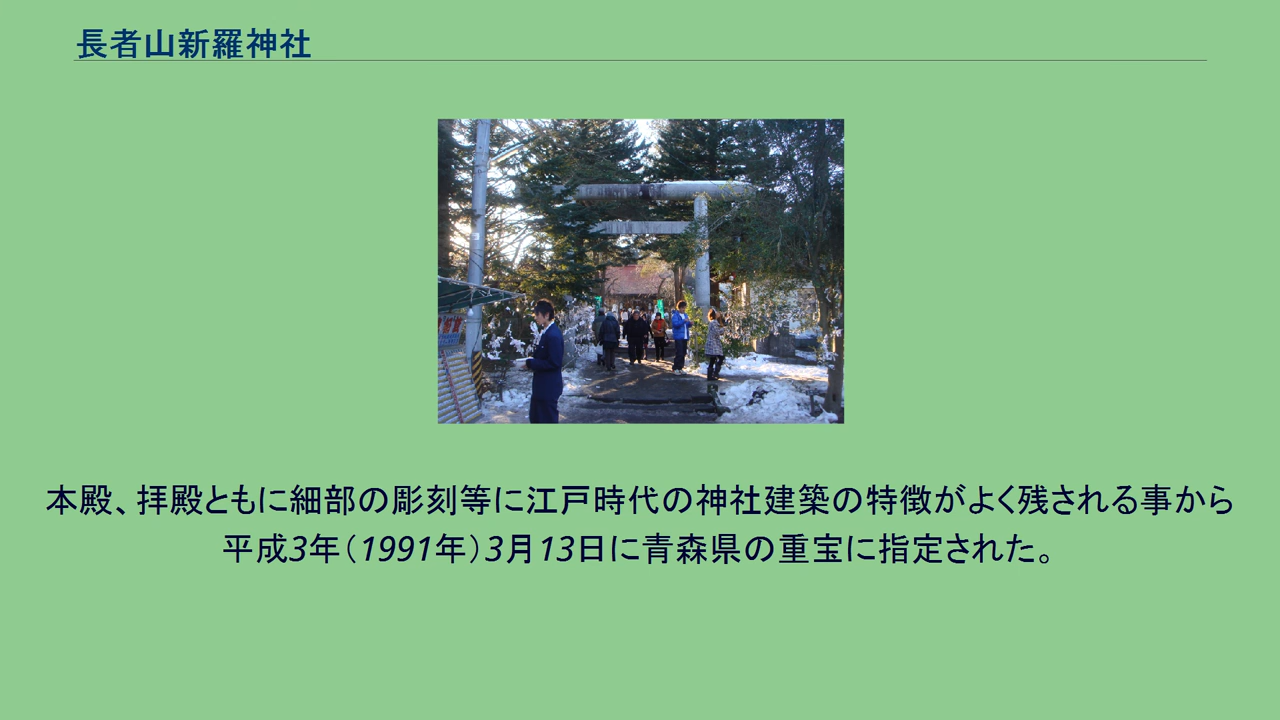 長者山新羅神社
本殿、拝殿ともに細部の彫刻等に江戸時代の神社建築の特徴がよく残される事から
平成3年（1991年）3月13日に青森県の重宝に指定された。